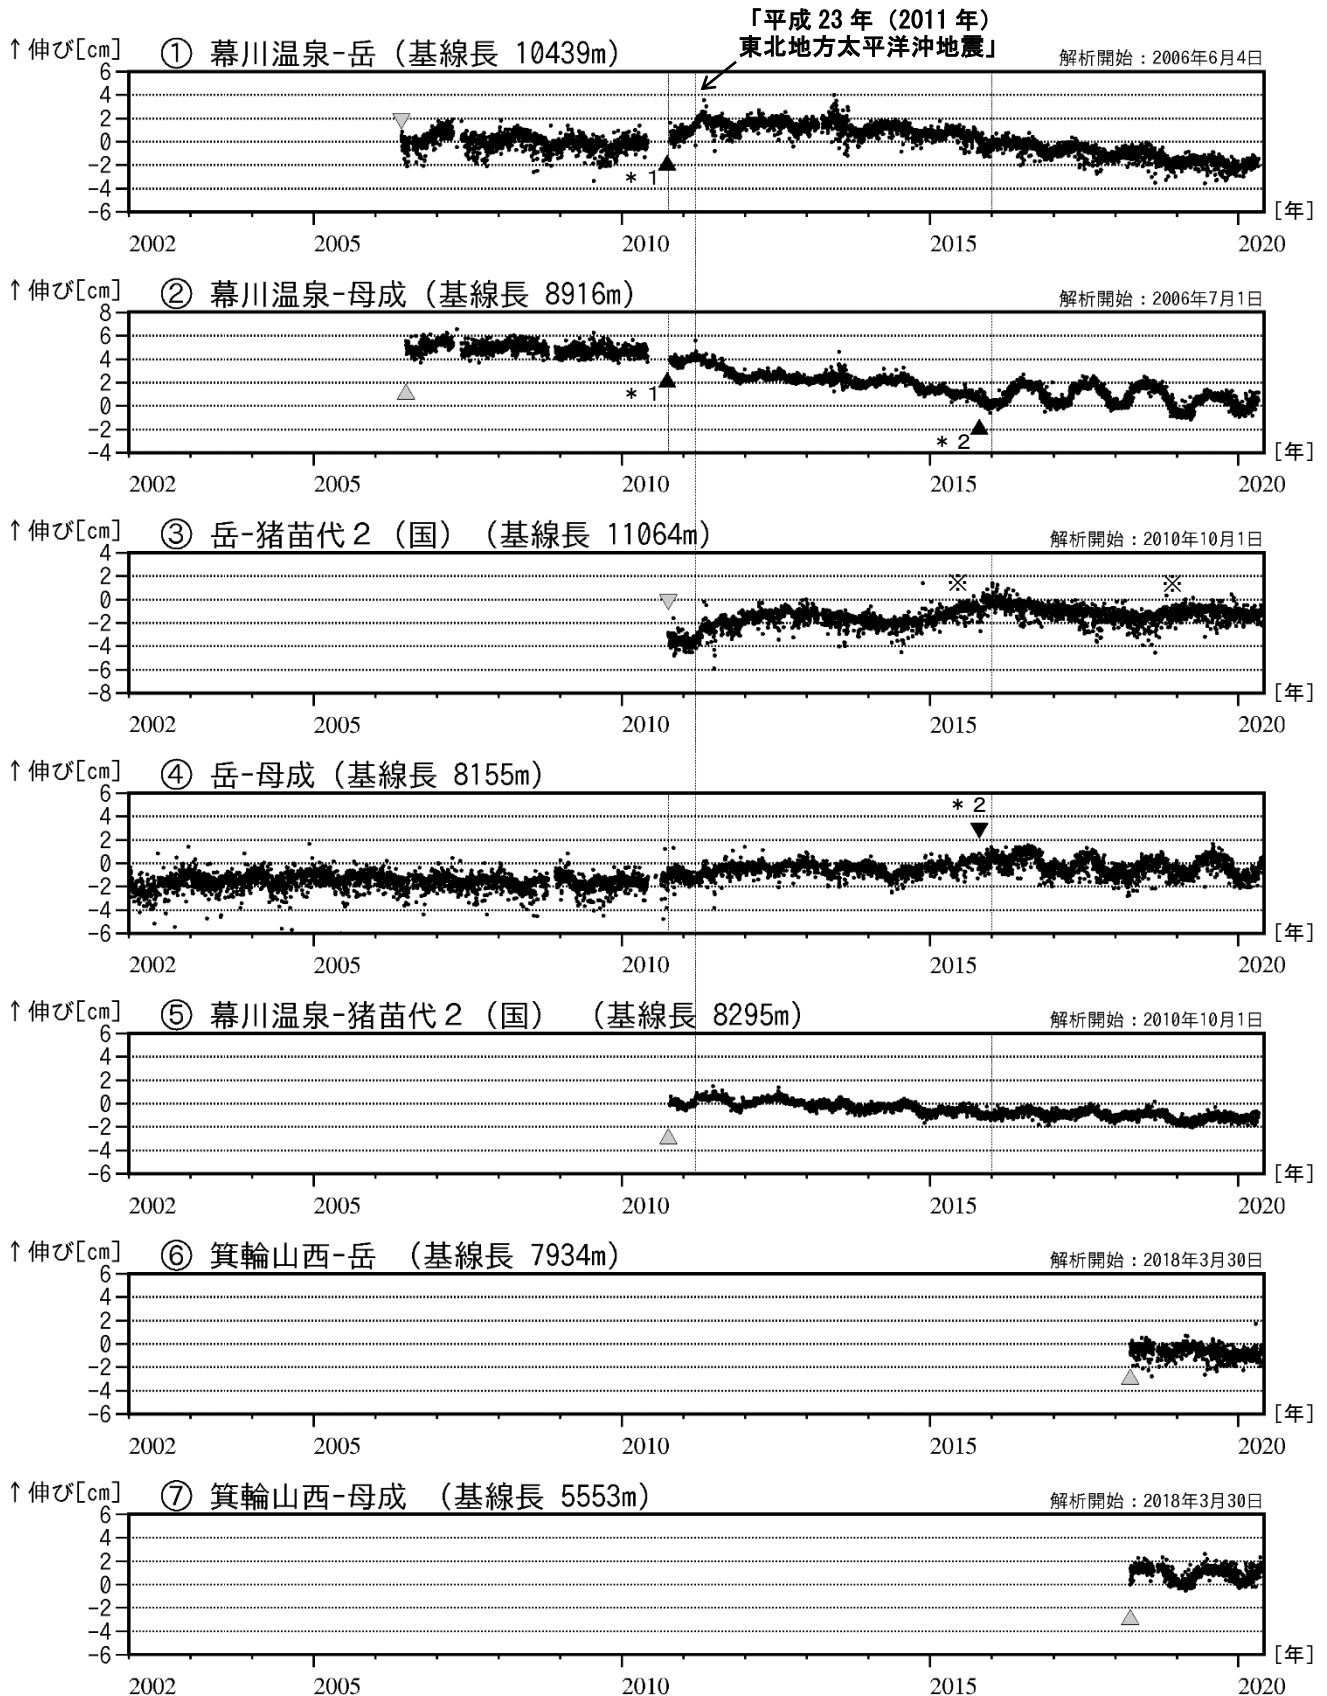 「平成 23 年（2011 年）
東北地方太平洋沖地震」
↑伸び[cm] ① 幕川温泉-岳（基線長 10439m） 解析開始：2006年6月4日
6
4
2
0
-2
-4
-6
＊ 1
[年]
2002 2005 2010 2015 2020
↑伸び[cm] ② 幕川温泉-母成（基線長 8916m） 解析開始：2006年7月1日
8
6
4
2
0
-2
-4
＊ 1
＊ 2
[年]
2002 2005 2010 2015 2020
↑伸び[cm] ③ 岳-猪苗代２（国）（基線長 11064m） 解析開始：2010年10月1日
4
2
0
-2
-4
-6
-8
※ ※
[年]
2002 2005 2010 2015 2020
↑伸び[cm] ④ 岳-母成（基線長 8155m）
6
4
2
0
-2
-4
-6
＊ 2
[年]
2002 2005 2010 2015 2020
↑伸び[cm] ⑤ 幕川温泉-猪苗代２（国） （基線長 8295m） 解析開始：2010年10月1日
6
4
2
0
-2
-4
-6
[年]
2002 2005 2010 2015 2020
↑伸び[cm] ⑥ 箕輪山西-岳 （基線長 7934m） 解析開始：2018年3月30日
6
4
2
0
-2
-4
-6
[年]
2002 2005 2010 2015 2020
↑伸び[cm] ⑦ 箕輪山西-母成 （基線長 5553m） 解析開始：2018年3月30日
6
4
2
0
-2
-4
-6
[年]
2002 2005 2010 2015 2020